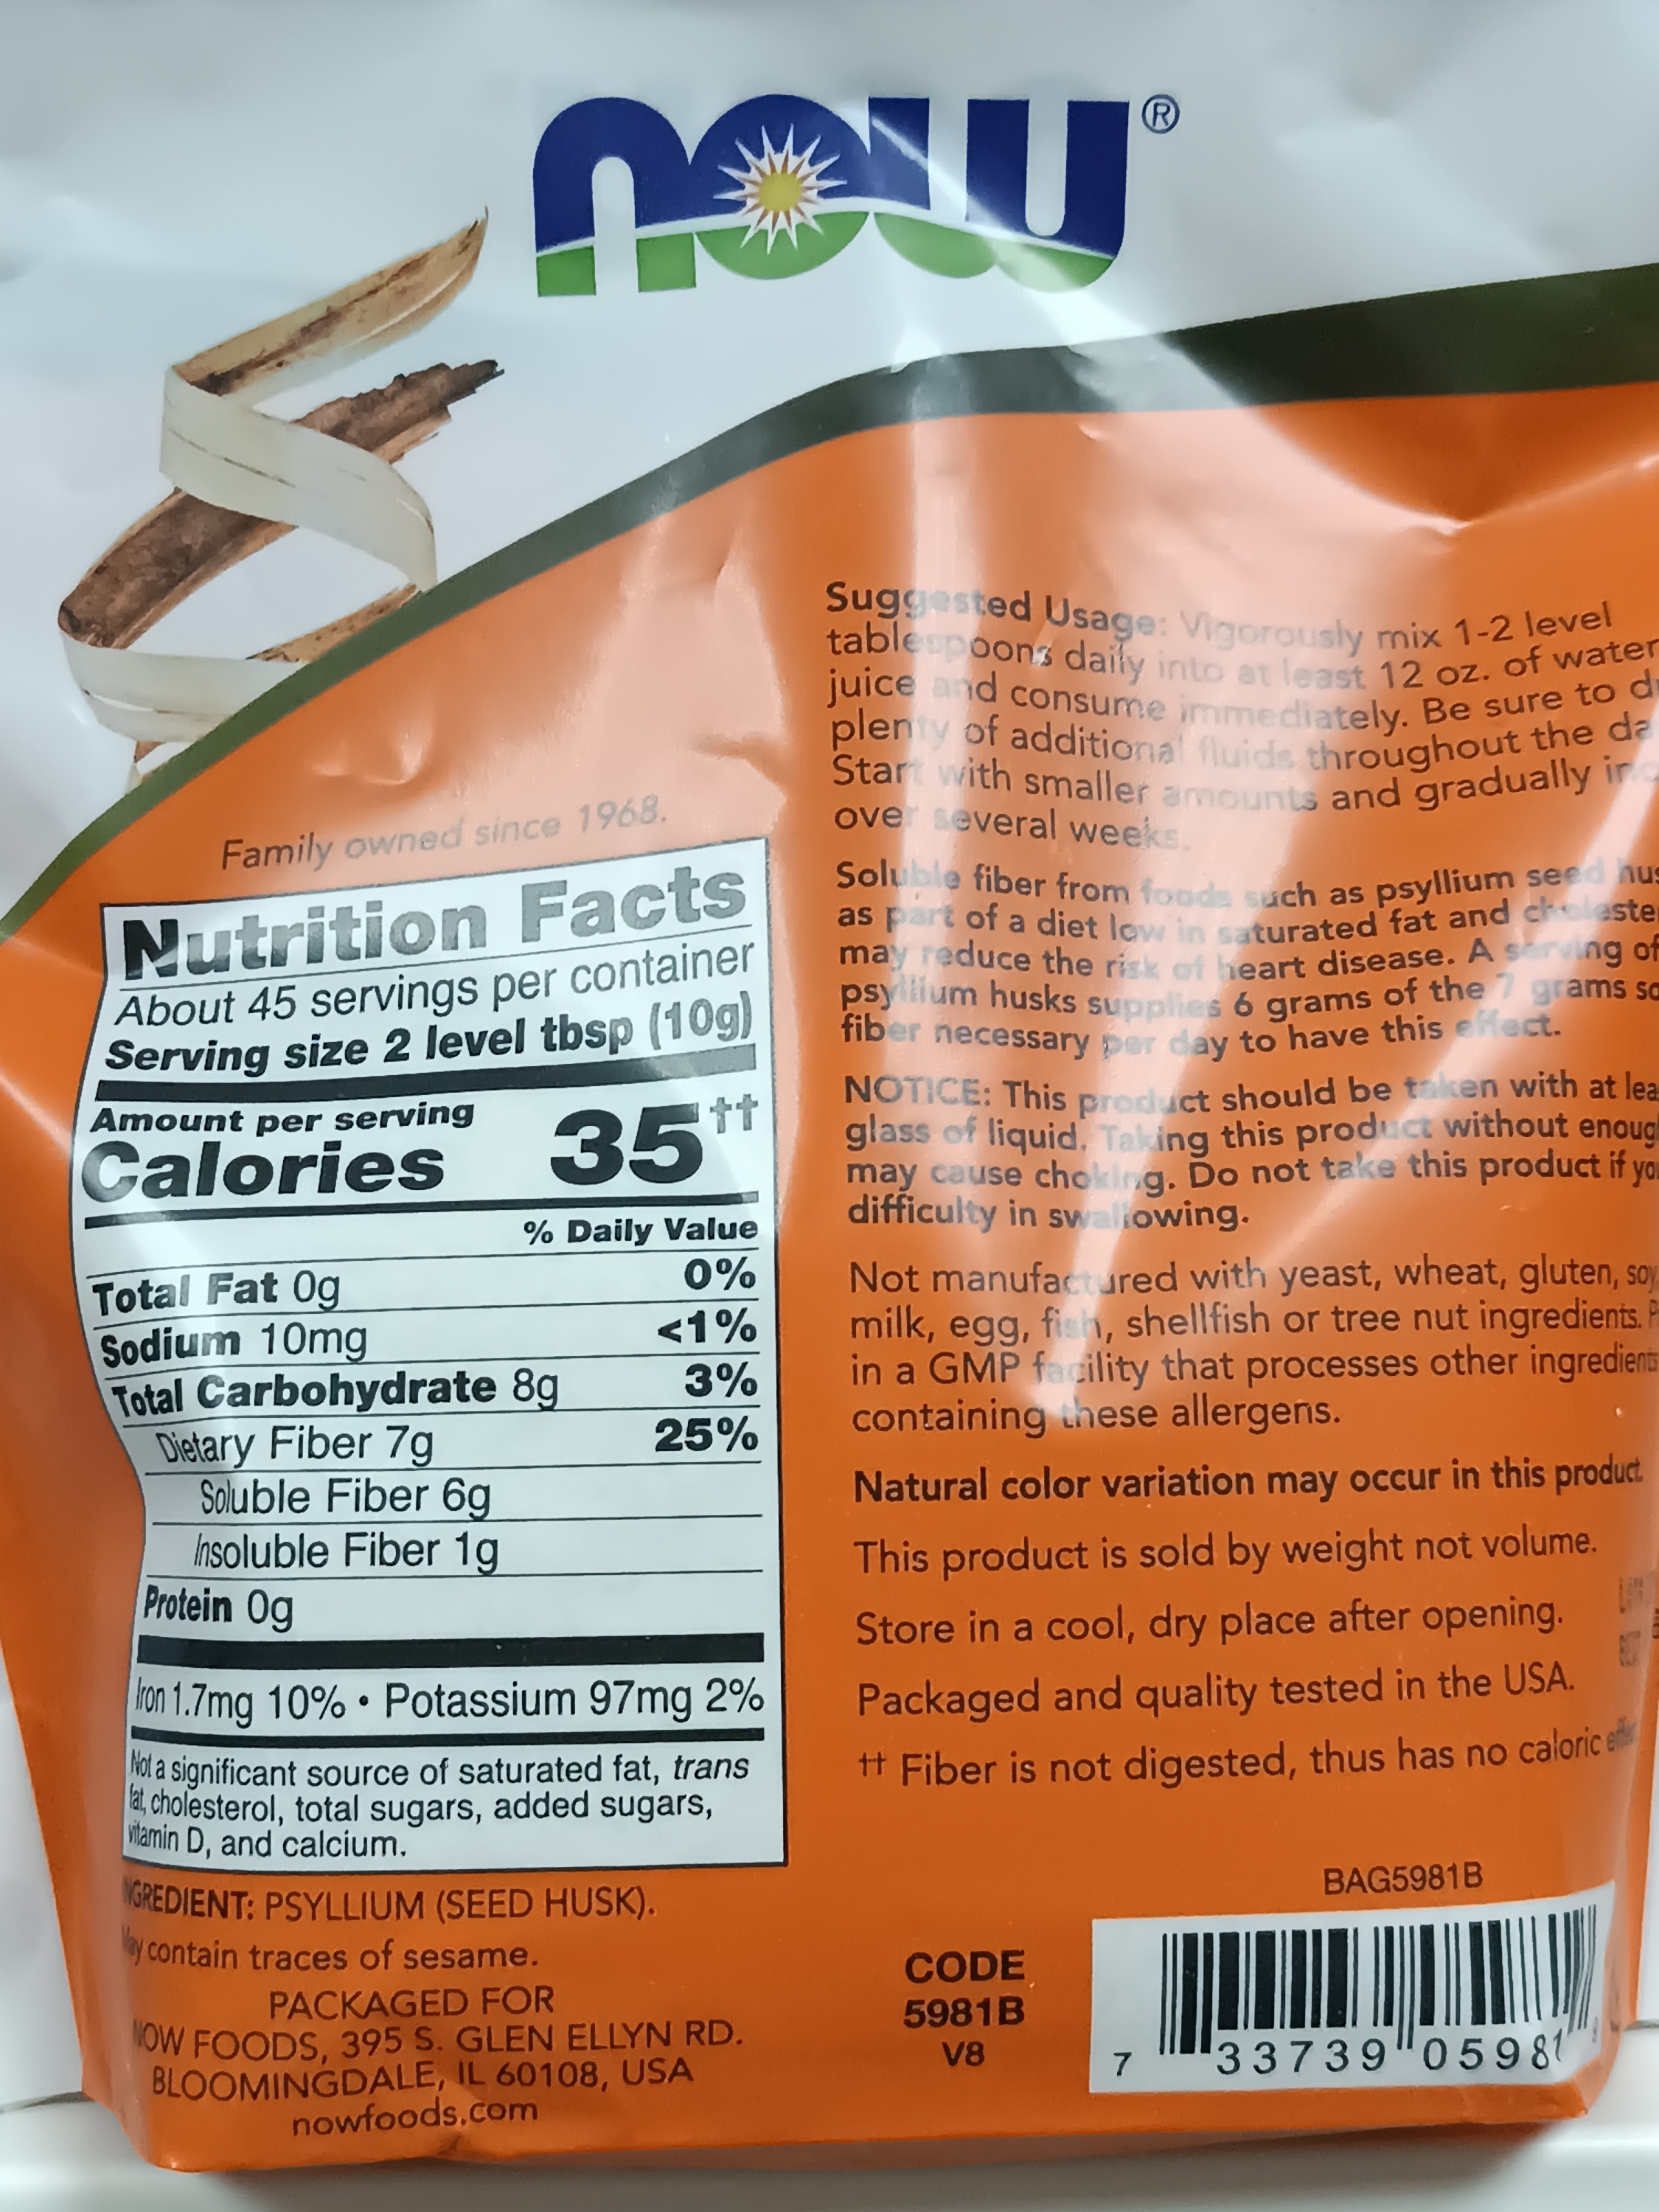 now®
Family owned since 1968.
Nutrition Facts
About 45 servings per container
Serving size 2 level tbsp (10g)
Amount per serving
Calories 35††
% Daily Value
Total Fat 0g 0%
Sodium 10mg <1%
Total Carbohydrate 8g 3%
Dietary Fiber 7g 25%
Soluble Fiber 6g
Insoluble Fiber 1g
Protein 0g
Iron 1.7mg 10% • Potassium 97mg 2%
Not a significant source of saturated fat, trans
fat, cholesterol, total sugars, added sugars,
vitamin D, and calcium.
INGREDIENT: PSYLLIUM (SEED HUSK).
May contain traces of sesame.
PACKAGED FOR
NOW FOODS, 395 S. GLEN ELLYN RD.
BLOOMINGDALE, IL 60108, USA
nowfoods.com
Suggested Usage: Vigorously mix 1-2 level
tablespoons daily into at least 12 oz. of water
juice and consume immediately. Be sure to
plenty of additional fluids throughout the
Start with smaller amounts and gradually
over several weeks.
Soluble fiber from foods such as psyllium seed
as part of a diet low in saturated fat and
may reduce the risk of heart disease. A serving of
psyllium husks supplies 6 grams of the 7 grams
fiber necessary per day to have this effect.
NOTICE: This product should be taken with at
glass of liquid. Taking this product without
may cause choking. Do not take this product if
difficulty in swallowing.
Not manufactured with yeast, wheat, gluten, soy
milk, egg, fish, shellfish or tree nut ingredients.
in a GMP facility that processes other ingredients
containing these allergens.
Natural color variation may occur in this product.
This product is sold by weight not volume.
Store in a cool, dry place after opening.
Packaged and quality tested in the USA.
†† Fiber is not digested, thus has no caloric
BAG5981B
CODE
5981B
V8
7 33739 05981 9